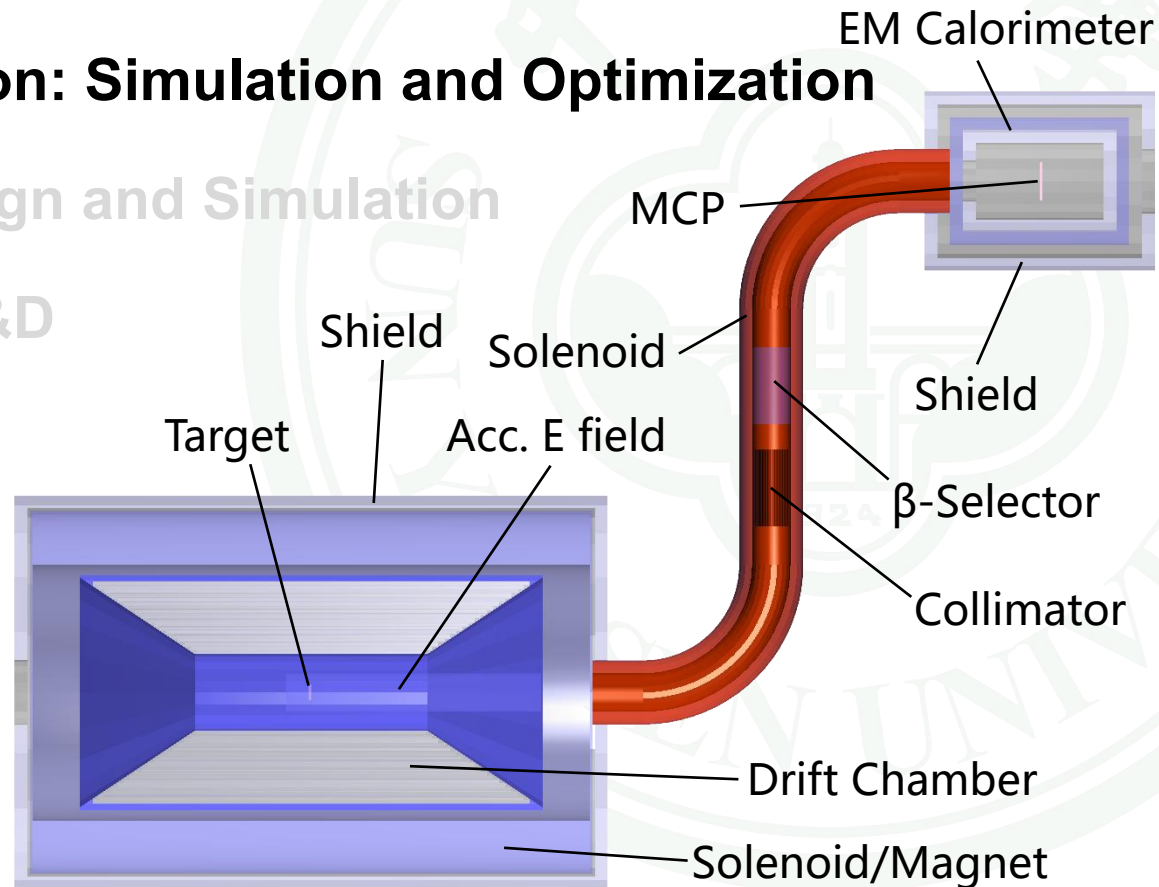 EM Calorimeter
on: Simulation and Optimization
gn and Simulation
MCP
&D
Shield
Solenoid
Shield
Target
Acc. E field
β-Selector
Collimator
Drift Chamber
Solenoid/Magnet